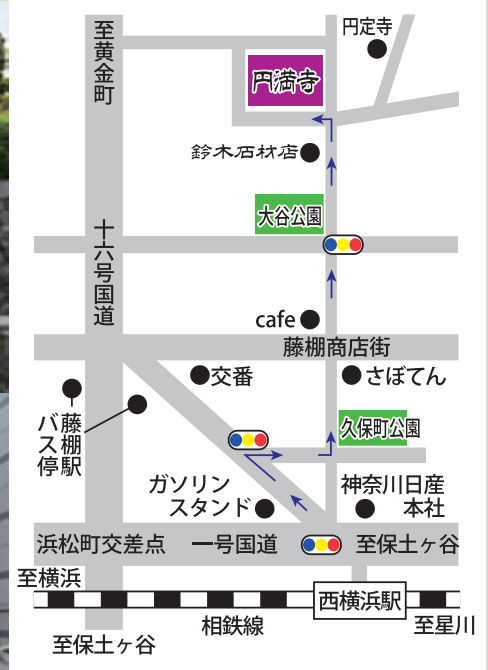 至黄金町
円定寺
円満寺
鈴木石材店
大谷公園
十六号国道
cafe
藤棚商店街
交番
さぼてん
藤棚駅
バス停
久保町公園
ガソリン
スタンド
神奈川日産
本社
浜松町交差点
一号国道
至保土ヶ谷
至横浜
西横浜駅
相鉄線
至星川
至保土ヶ谷